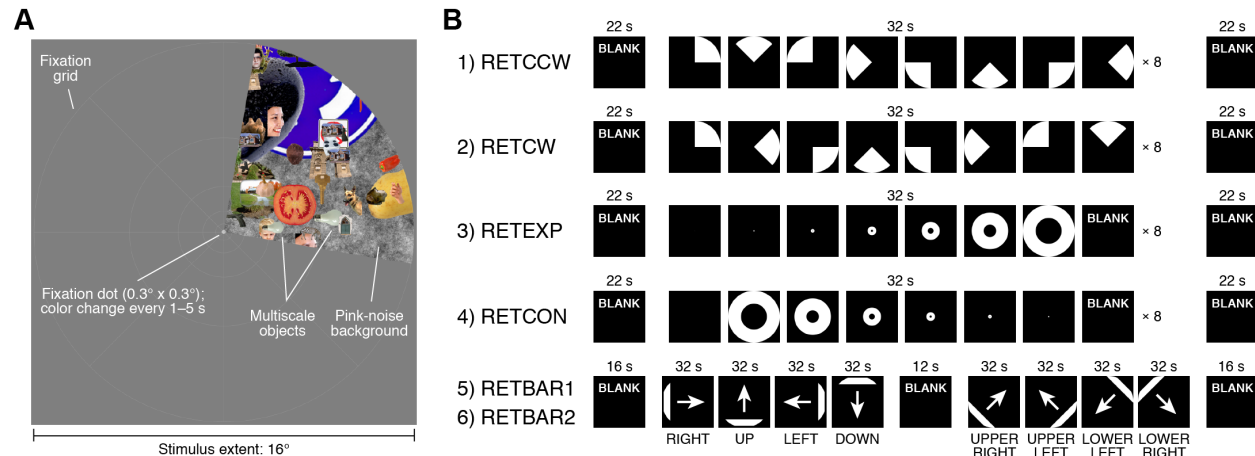 A
Fixation
grid
Fixation dot (0.3° x 0.3°);
color change every 1–5 s
Multiscale
objects
Pink-noise
background
Stimulus extent: 16°
B
22 s 32 s 22 s
1) RETCCW BLANK × 8 BLANK
22 s 32 s 22 s
2) RETCW BLANK × 8 BLANK
22 s 32 s 22 s
3) RETEXP BLANK BLANK × 8 BLANK
22 s 32 s 22 s
4) RETCON BLANK BLANK × 8 BLANK
16 s 32 s 32 s 32 s 32 s 12 s 32 s 32 s 32 s 32 s 16 s
5) RETBAR1 BLANK BLANK BLANK
6) RETBAR2
RIGHT UP LEFT DOWN UPPER UPPER LOWER LOWER
RIGHT LEFT LEFT RIGHT